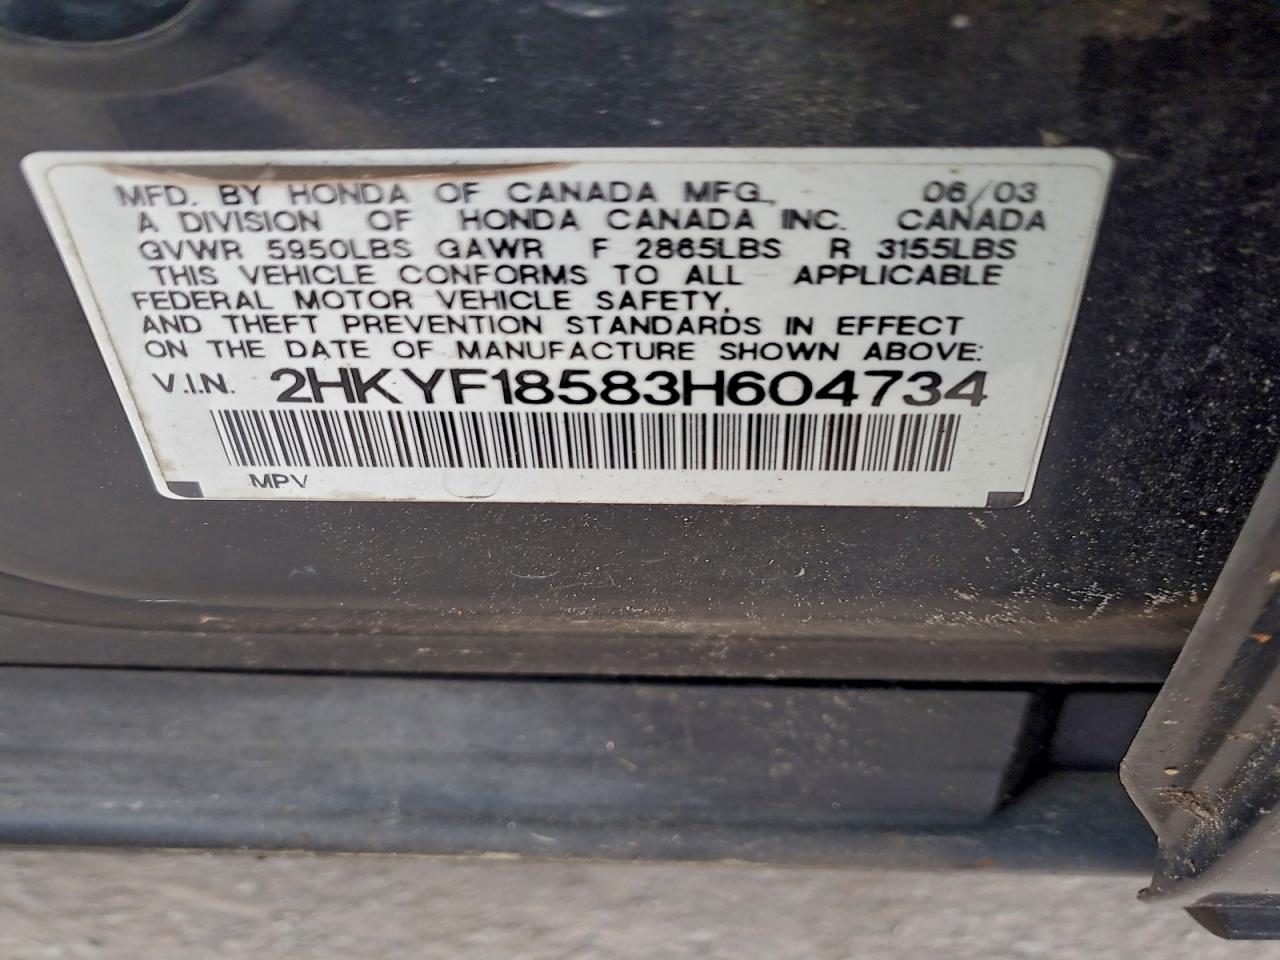 MFD. BY HONDA OF CANADA MFG., 06/03
A DIVISION OF HONDA CANADA INC. CANADA
GVWR 5950LBS GAWR F 2865LBS R 3155LBS
THIS VEHICLE CONFORMS TO ALL APPLICABLE
FEDERAL MOTOR VEHICLE SAFETY,
AND THEFT PREVENTION STANDARDS IN EFFECT
ON THE DATE OF MANUFACTURE SHOWN ABOVE:
V.I.N. 2HKYF18583H604734
MPV